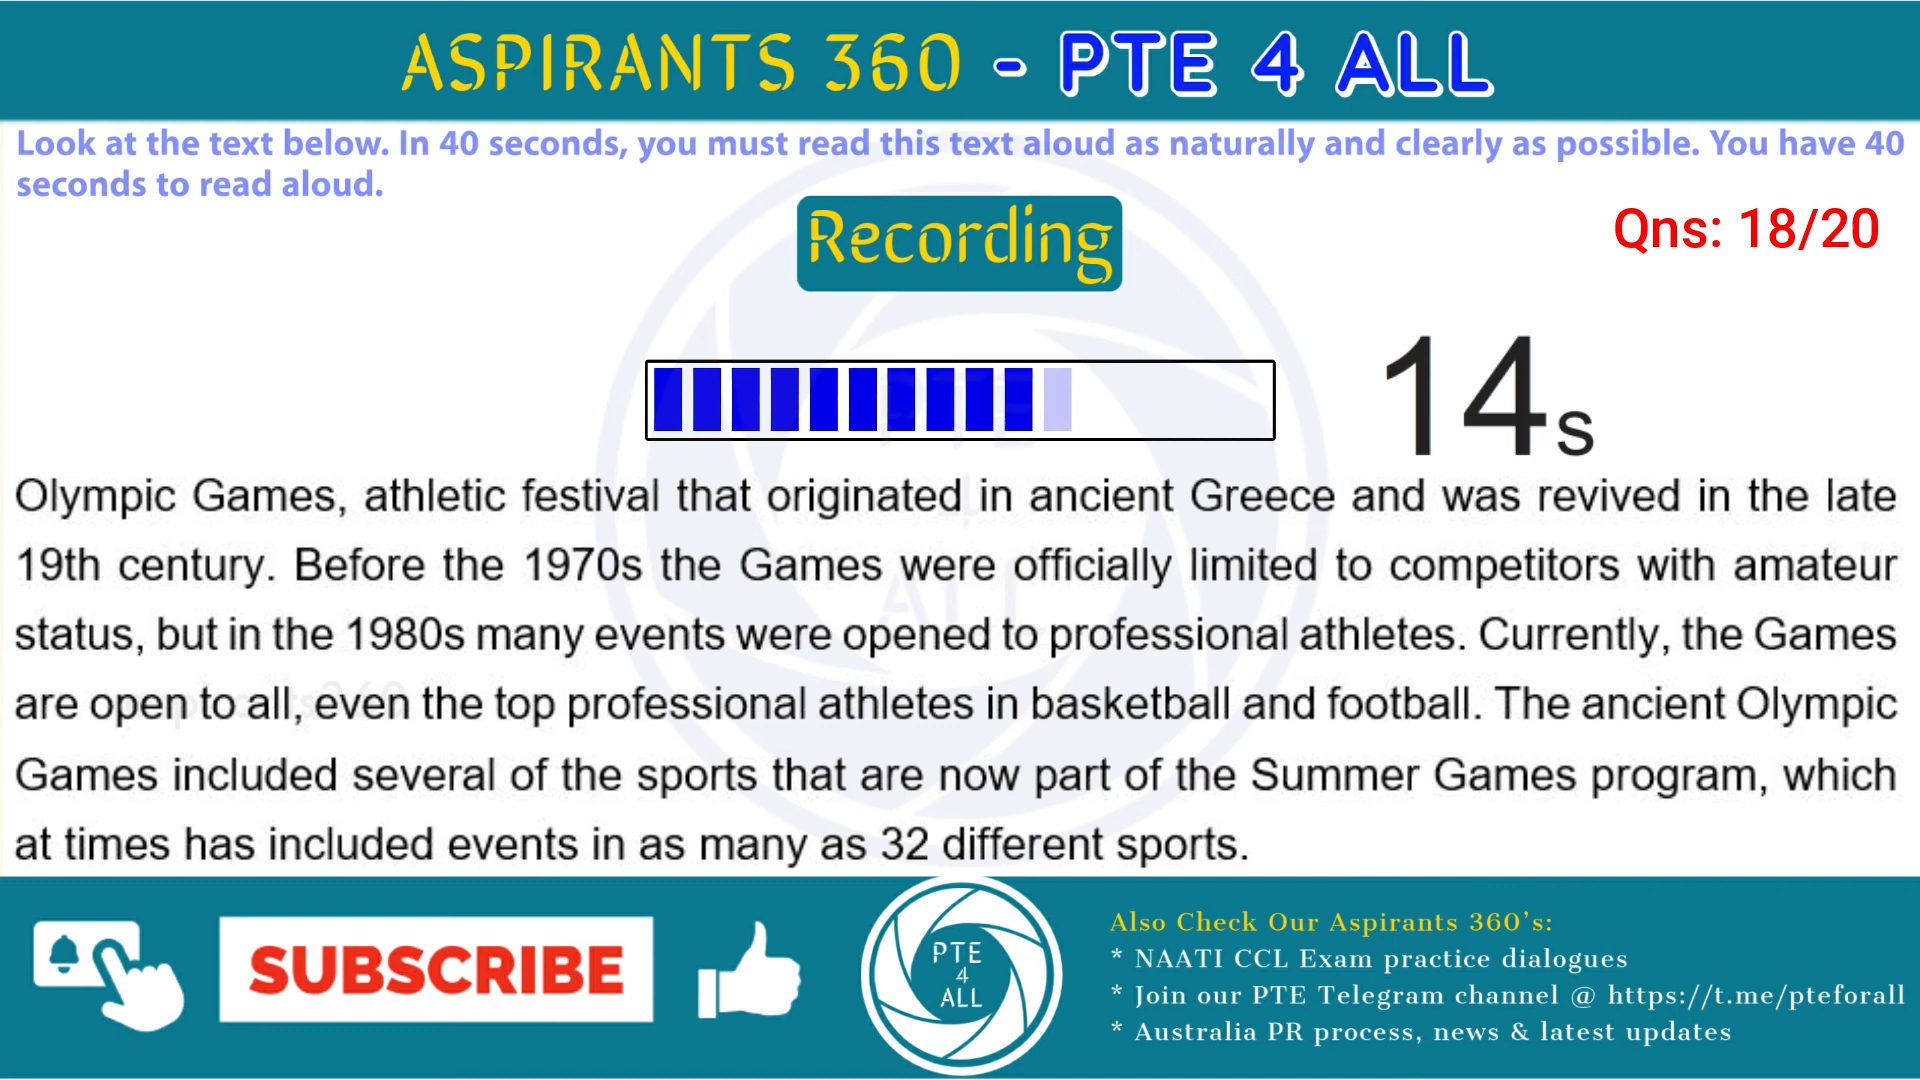 ASPIRANTS 360 - PTE 4 ALL
Look at the text below. In 40 seconds, you must read this text aloud as naturally and clearly as possible. You have 40
seconds to read aloud.
Recording
Qns: 18/20
14s
Olympic Games, athletic festival that originated in ancient Greece and was revived in the late
19th century. Before the 1970s the Games were officially limited to competitors with amateur
status, but in the 1980s many events were opened to professional athletes. Currently, the Games
are open to all, even the top professional athletes in basketball and football. The ancient Olympic
Games included several of the sports that are now part of the Summer Games program, which
at times has included events in as many as 32 different sports.
SUBSCRIBE
PTE
4
ALL
Also Check Our Aspirants 360's:
* NAATI CCL Exam practice dialogues
* Join our PTE Telegram channel @ https://t.me/pteforall
* Australia PR process, news & latest updates